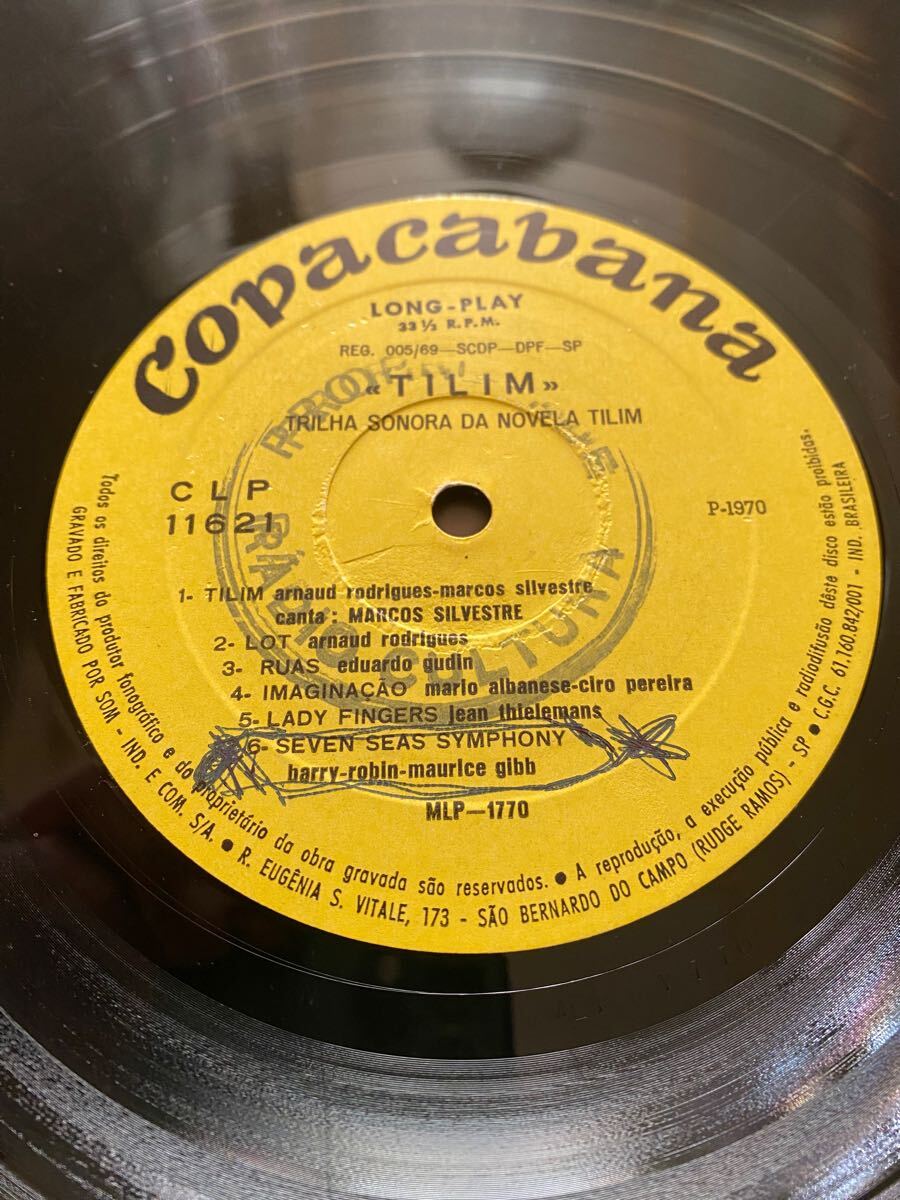 Copacabana
LONG-PLAY
33 1/3 R.P.M.
REG. 005/69—SCDP—DPF—SP
«TILIM»
TRILHA SONORA DA NOVELA TILIM
CLP
11621
P-1970
1- TILIM arnaud rodrigues-marcos silvestre
canta: MARCOS SILVESTRE
2- LOT arnaud rodrigues
3- RUAS eduardo gudin
4- IMAGINACÃO mario albanese-ciro pereira
5- LADY FINGERS jean thielemans
6- SEVEN SEAS SYMPHONY
barry-robin-maurice gibb
MLP—1770
RÁDIO CULTURA
Todos os direitos do produtor fonográfico e do proprietário da obra gravada são reservados. ● A reprodução, a execução pública e radiodifusão dêste disco estão proibidas.
GRAVADO E FABRICADO POR SOM - IND. E COM. S/A. ● R. EUGÊNIA S. VITALE, 173 - SÃO BERNARDO DO CAMPO (RUDGE RAMOS) - SP ● C.G.C. 61.160.842/001 - IND. BRASILEIRA